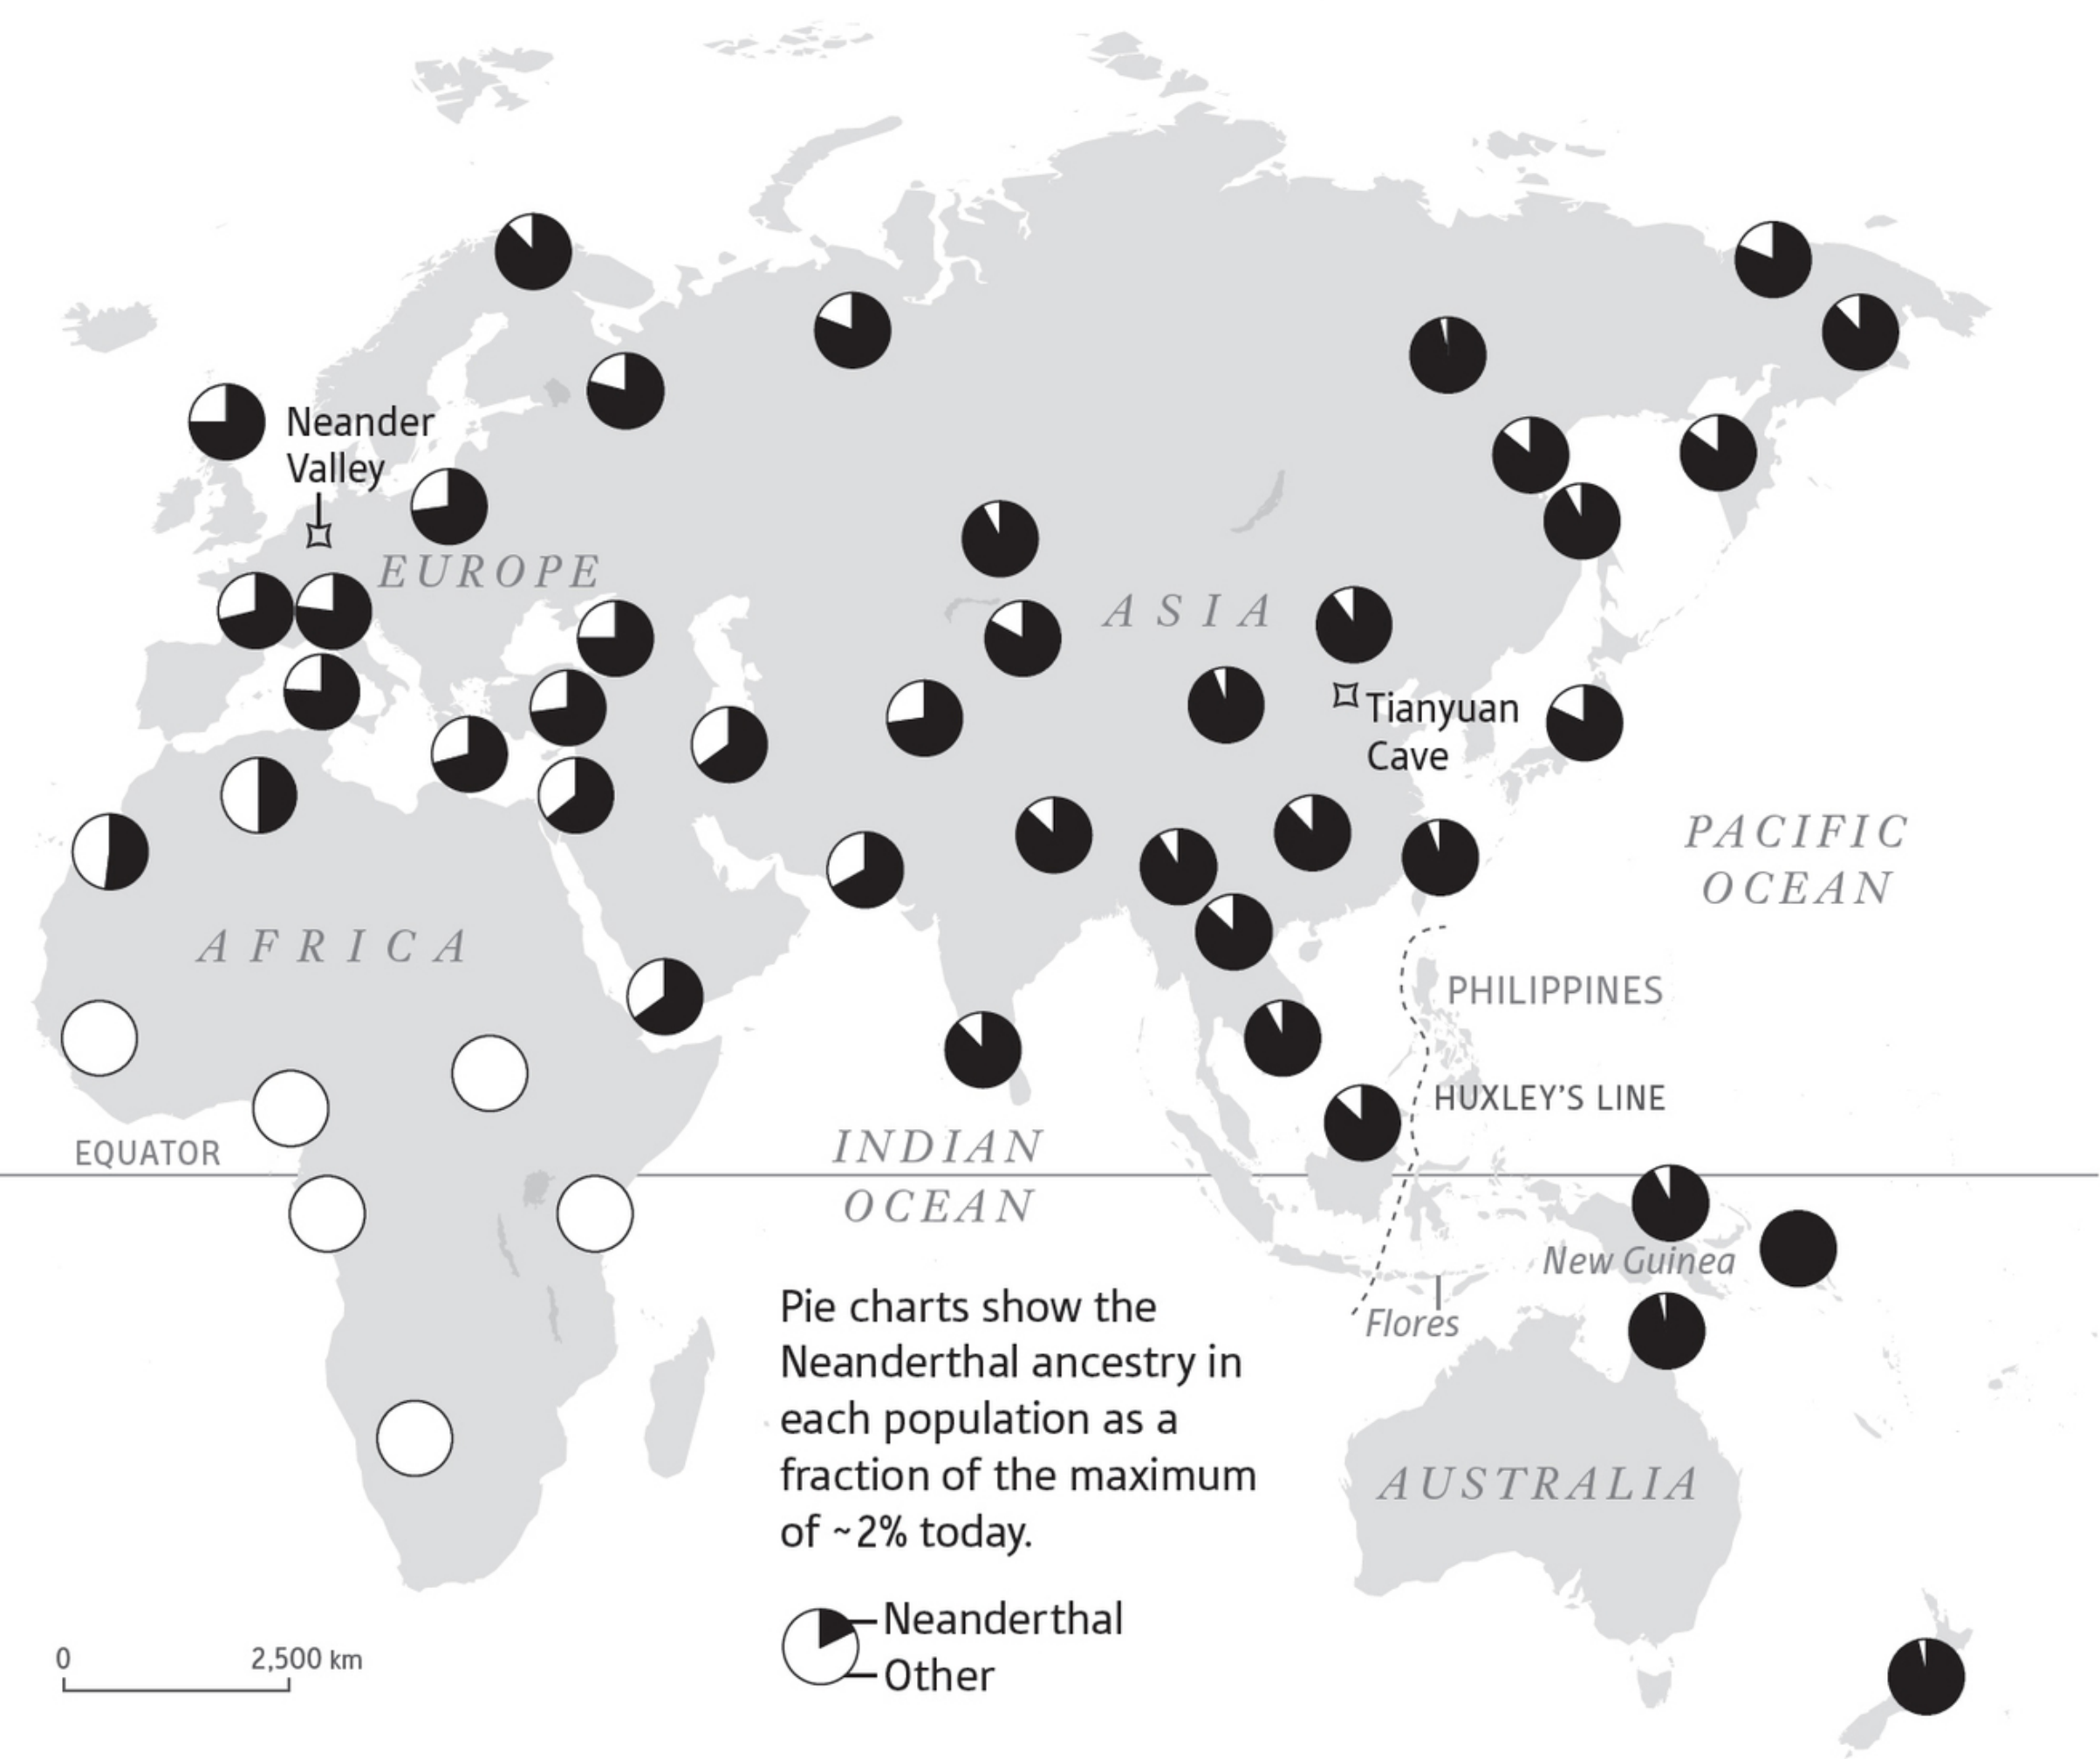 Neander
Valley
EUROPE
ASIA
Tianyuan
Cave
PACIFIC
OCEAN
AFRICA
PHILIPPINES
HUXLEY'S LINE
EQUATOR
INDIAN
OCEAN
New Guinea
Flores
Pie charts show the
Neanderthal ancestry in
each population as a
fraction of the maximum
of ~2% today.
AUSTRALIA
Neanderthal
Other
0 2,500 km